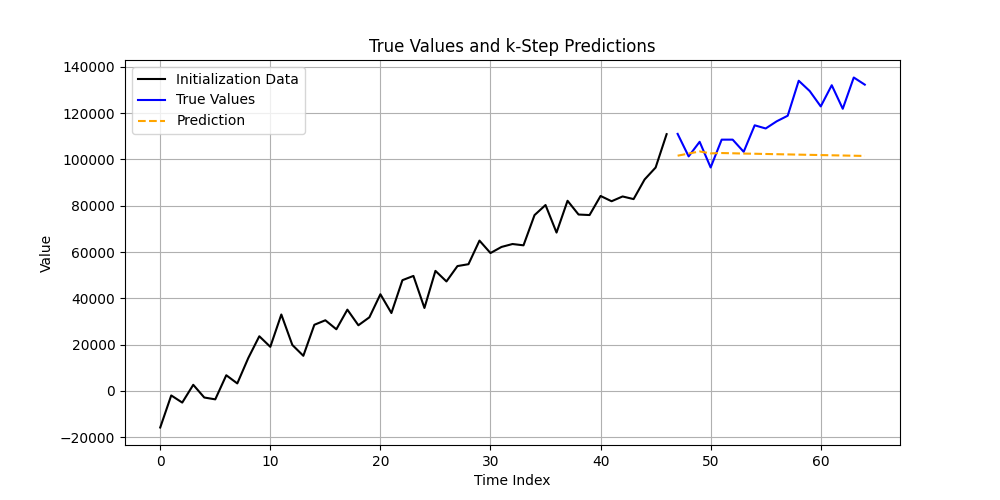 True Values and k-Step Predictions
Initialization Data
True Values
Prediction
Value
140000
120000
100000
80000
60000
40000
20000
0
−20000
0 10 20 30 40 50 60
Time Index